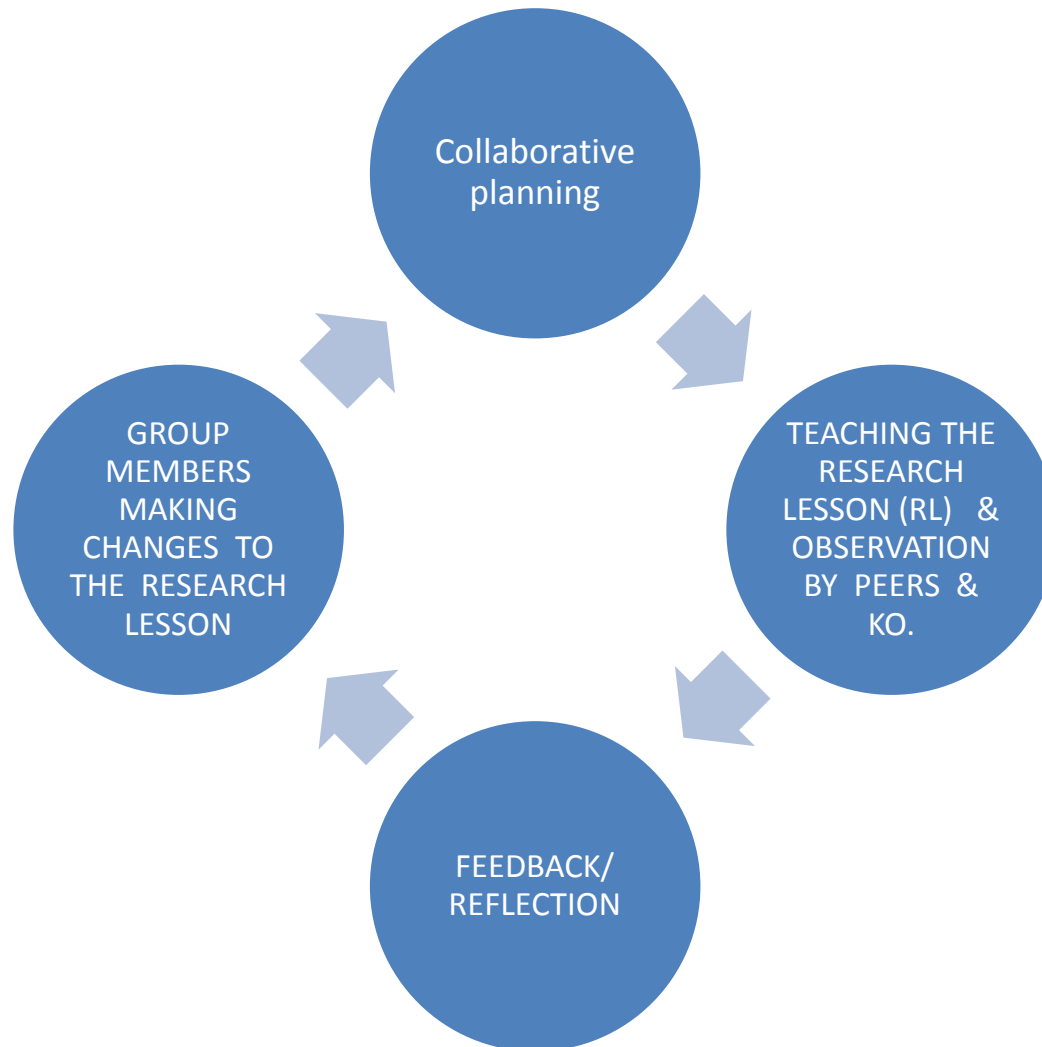 Collaborative
planning
TEACHING THE
RESEARCH
LESSON (RL) &
OBSERVATION
BY PEERS &
KO.
FEEDBACK/
REFLECTION
GROUP
MEMBERS
MAKING
CHANGES TO
THE RESEARCH
LESSON